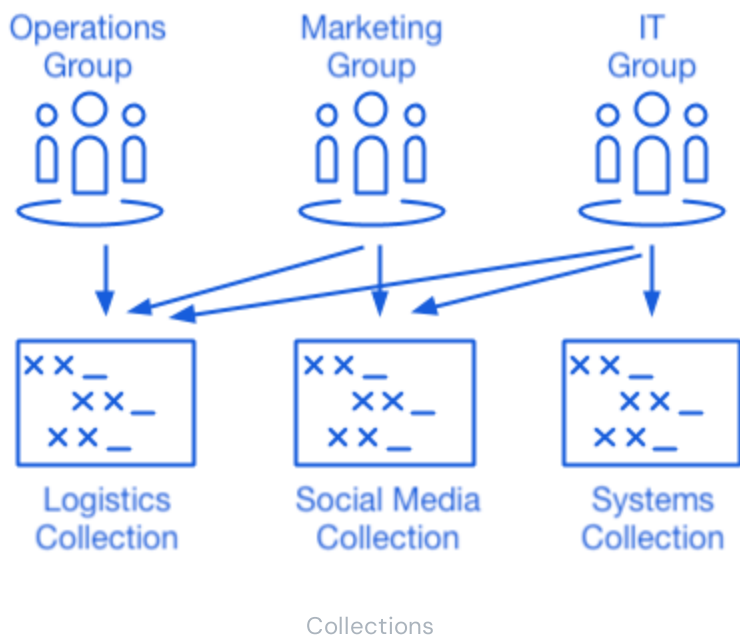 Operations
Group
Marketing
Group
IT
Group
××_
××_
××_
××_
××_
××_
××_
××_
××_
Logistics
Collection
Social Media
Collection
Systems
Collection
Collections